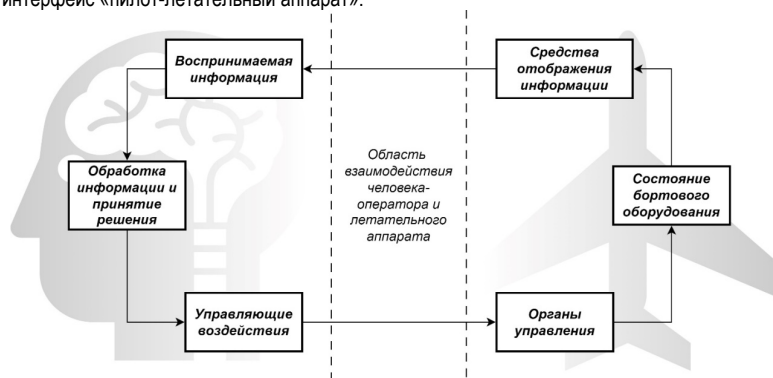 интерфейс «пилот-летательный аппарат».
Воспринимаемая
информация
Средства
отображения
информации
Обработка
информации и
принятие
решения
Область
взаимодействия
человека-
оператора и
летательного
аппарата
Состояние
бортового
оборудования
Управляющие
воздействия
Органы
управления